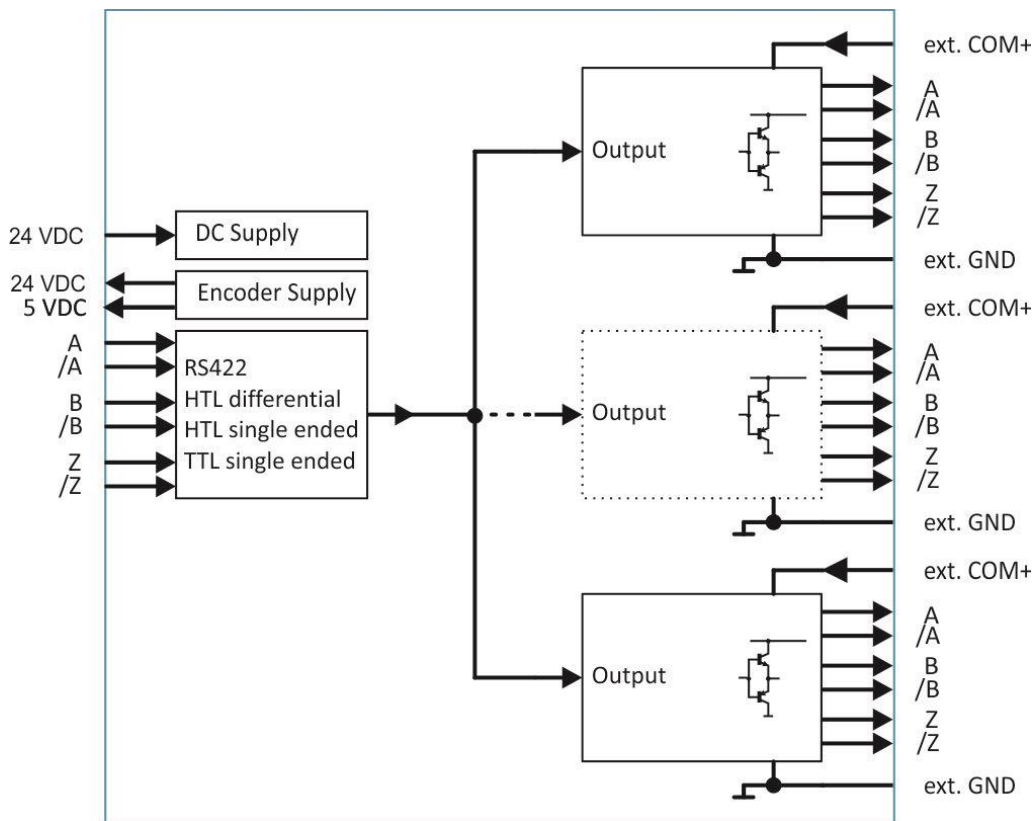 24 VDC
DC Supply
24 VDC
5 VDC
Encoder Supply
A
/A
B
/B
Z
/Z
RS422
HTL differential
HTL single ended
TTL single ended
ext. COM+
Output
A
/A
B
/B
Z
/Z
ext. GND
ext. COM+
Output
A
/A
B
/B
Z
/Z
ext. GND
ext. COM+
Output
A
/A
B
/B
Z
/Z
ext. GND